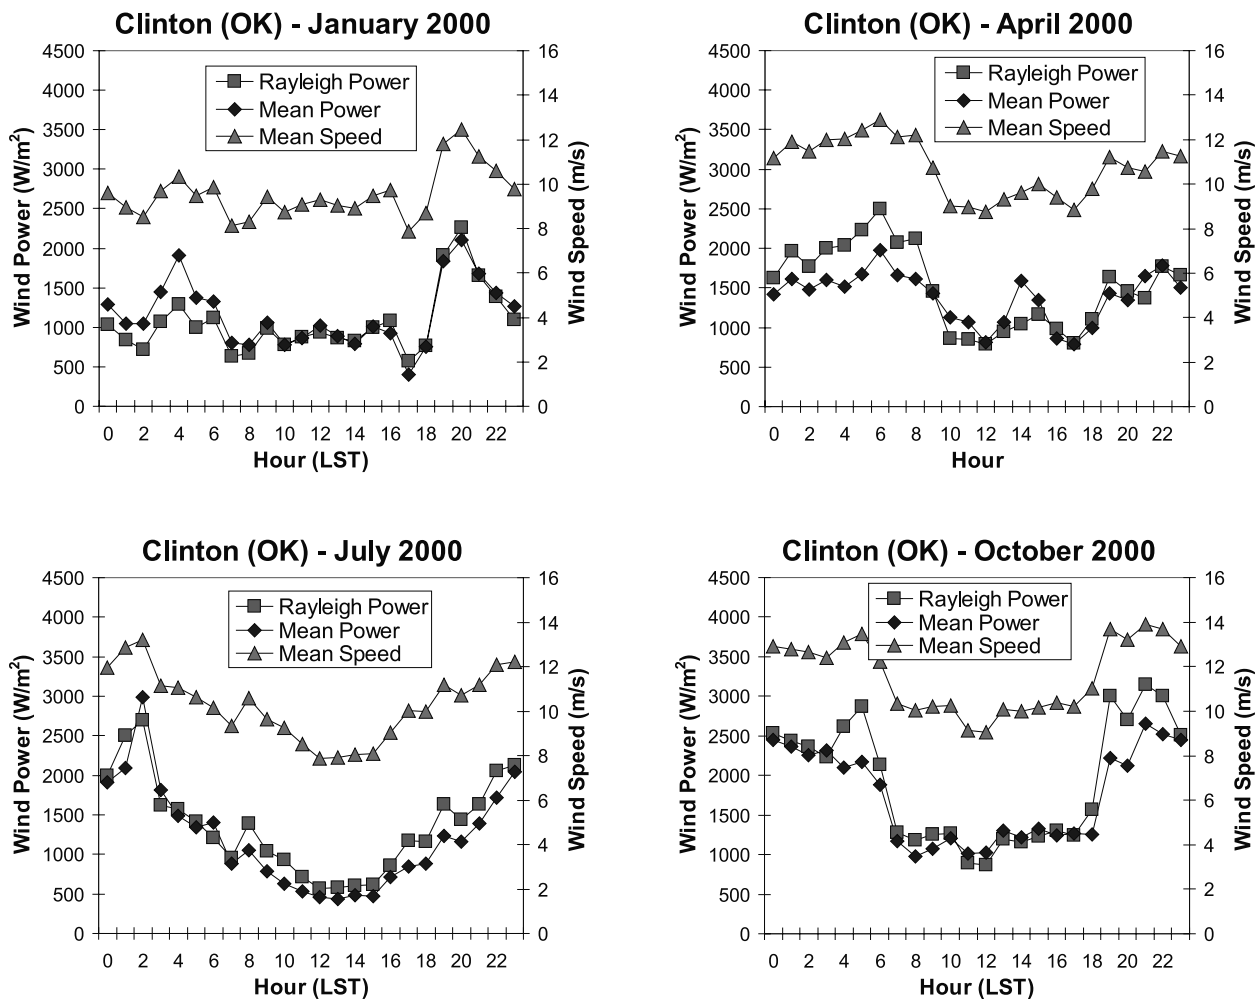 Clinton (OK) - January 2000
4500
4000
3500
3000
2500
2000
1500
1000
500
0
Wind Power (W/m²)
Rayleigh Power
Mean Power
Mean Speed
16
14
12
10
8
6
4
2
0
Wind Speed (m/s)
0 2 4 6 8 10 12 14 16 18 20 22
Hour (LST)
Clinton (OK) - April 2000
4500
4000
3500
3000
2500
2000
1500
1000
500
0
Wind Power (W/m²)
Rayleigh Power
Mean Power
Mean Speed
16
14
12
10
8
6
4
2
0
Wind Speed (m/s)
0 2 4 6 8 10 12 14 16 18 20 22
Hour
Clinton (OK) - July 2000
4500
4000
3500
3000
2500
2000
1500
1000
500
0
Wind Power (W/m²)
Rayleigh Power
Mean Power
Mean Speed
16
14
12
10
8
6
4
2
0
Wind Speed (m/s)
0 2 4 6 8 10 12 14 16 18 20 22
Hour (LST)
Clinton (OK) - October 2000
4500
4000
3500
3000
2500
2000
1500
1000
500
0
Wind Power (W/m²)
Rayleigh Power
Mean Power
Mean Speed
16
14
12
10
8
6
4
2
0
Wind Speed (m/s)
0 2 4 6 8 10 12 14 16 18 20 22
Hour (LST)